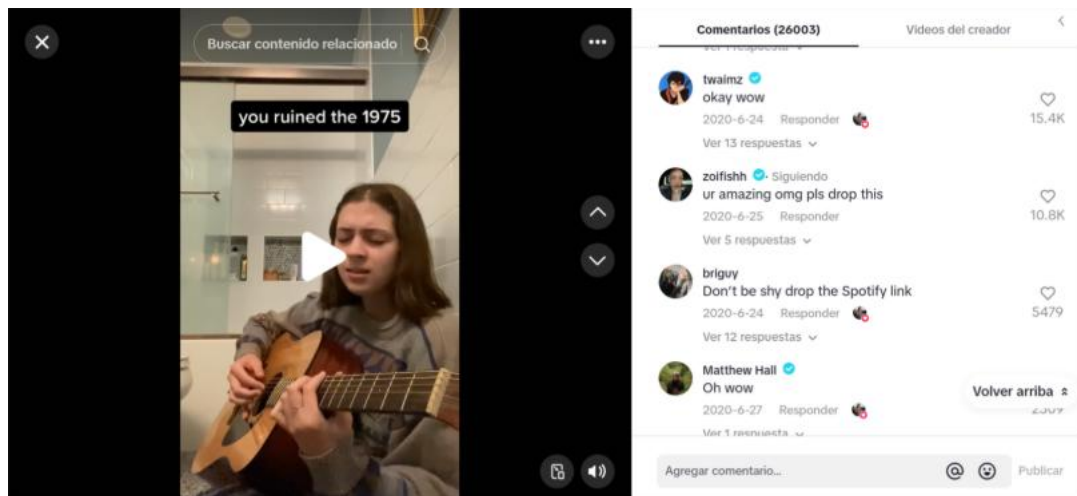 Buscar contenido relacionado
you ruined the 1975
Comentarios (26003)
Videos del creador
twaimz
okay wow
2020-6-24 Responder
15.4K
Ver 13 respuestas
zoifishh · Siguiendo
ur amazing omg pls drop this
2020-6-25 Responder
10.8K
Ver 5 respuestas
briguy
Don't be shy drop the Spotify link
2020-6-24 Responder
5479
Ver 12 respuestas
Matthew Hall
Oh wow
Volver arriba
2020-6-27 Responder
Ver 1 respuesta
Agregar comentario...
Publicar